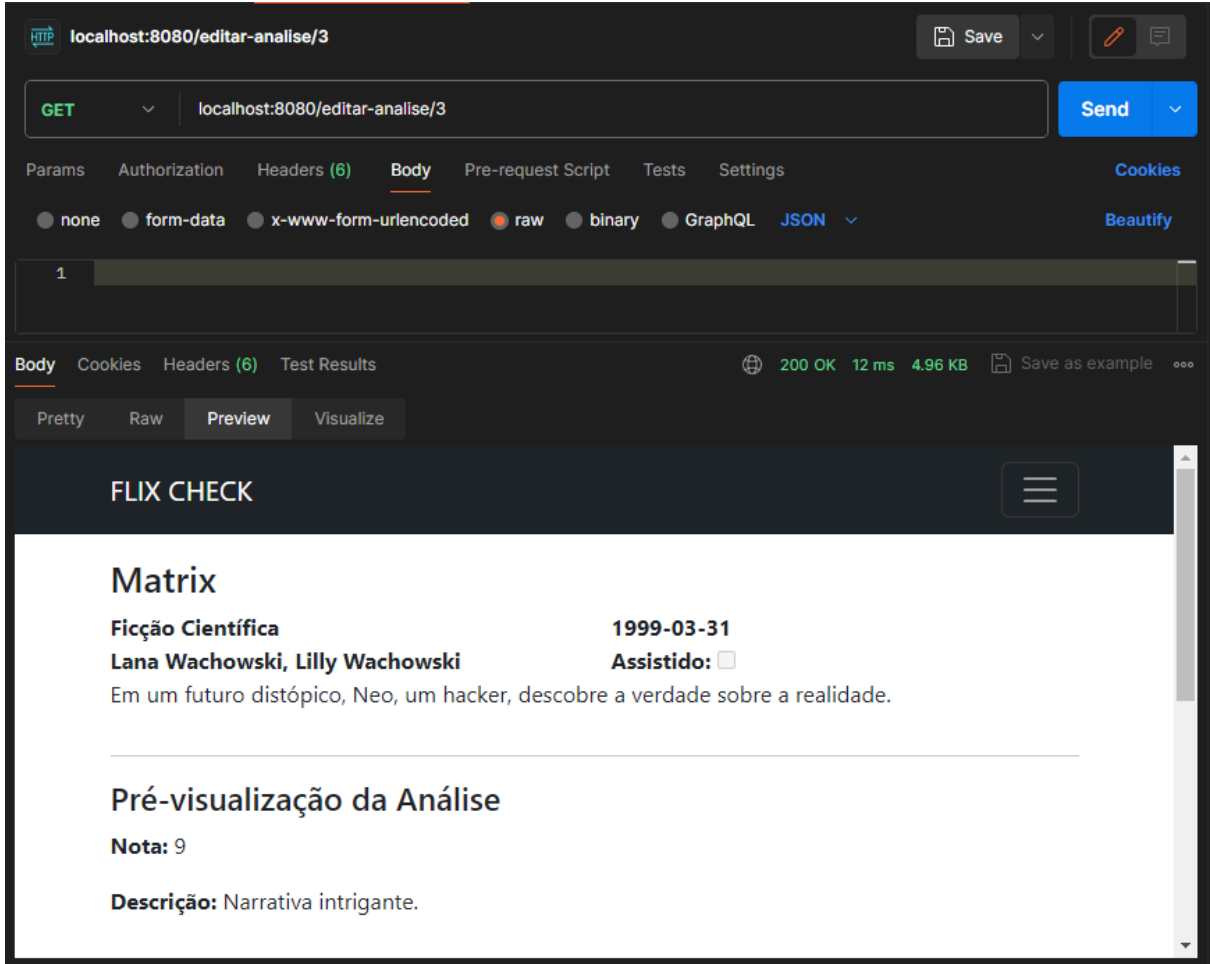 HTTP localhost:8080/editar-analise/3 Save
GET localhost:8080/editar-analise/3 Send
Params Authorization Headers (6) Body Pre-request Script Tests Settings Cookies
none form-data x-www-form-urlencoded raw binary GraphQL JSON Beautify
1
Body Cookies Headers (6) Test Results 200 OK 12 ms 4.96 KB Save as example
Pretty Raw Preview Visualize
FLIX CHECK
Matrix
Ficção Científica 1999-03-31
Lana Wachowski, Lilly Wachowski Assistido:
Em um futuro distópico, Neo, um hacker, descobre a verdade sobre a realidade.
Pré-visualização da Análise
Nota: 9
Descrição: Narrativa intrigante.